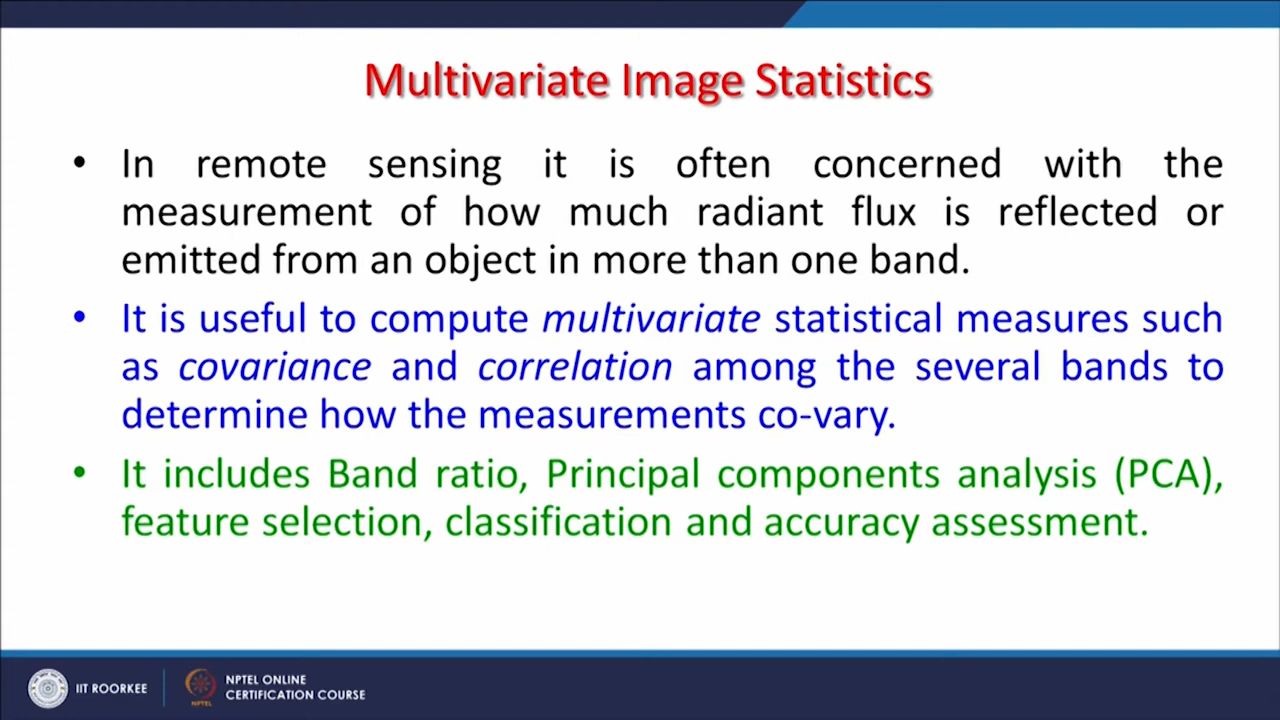 Multivariate Image Statistics
• In remote sensing it is often concerned with the
measurement of how much radiant flux is reflected or
emitted from an object in more than one band.
• It is useful to compute multivariate statistical measures such
as covariance and correlation among the several bands to
determine how the measurements co-vary.
• It includes Band ratio, Principal components analysis (PCA),
feature selection, classification and accuracy assessment.
IIT ROORKEE
NPTEL
NPTEL ONLINE
CERTIFICATION COURSE